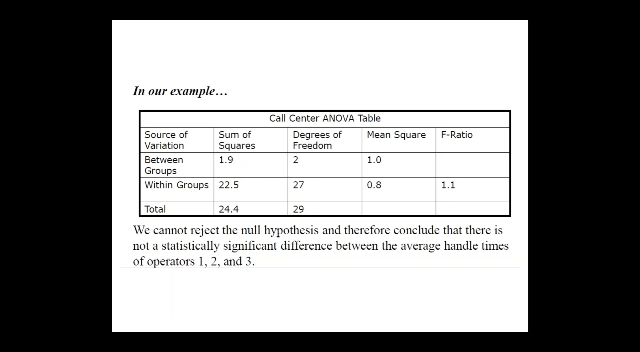 In our example…
Call Center ANOVA Table
Source of Variation Sum of Squares Degrees of Freedom Mean Square F-Ratio
Between Groups 1.9 2 1.0
Within Groups 22.5 27 0.8 1.1
Total 24.4 29
We cannot reject the null hypothesis and therefore conclude that there is
not a statistically significant difference between the average handle times
of operators 1, 2, and 3.